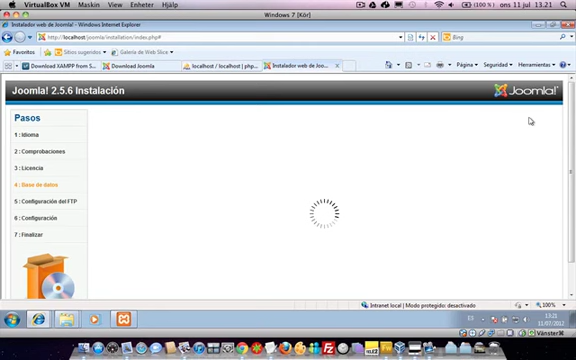 VirtualBox VM Maskin View Enheter Hjälp ons 11 jul 13.21
Windows 7 [Kör]
Instalador web de Joomla! - Windows Internet Explorer
http://localhost/joomla/installation/index.php#
Bing
Favoritos Sitios sugeridos Galería de Web Slice
Download XAMPP from S... Download Joomla localhost / localhost | php... Instalador web de Joo... Página Seguridad Herramientas
Joomla! 2.5.6 Instalación
Joomla!
Pasos
1 : Idioma
2 : Comprobaciones
3 : Licencia
4 : Base de datos
5 : Configuración del FTP
6 : Configuración
7 : Finalizar
Intranet local | Modo protegido: desactivado 100%
ES 13:21
11/07/2012
Vänster⌘